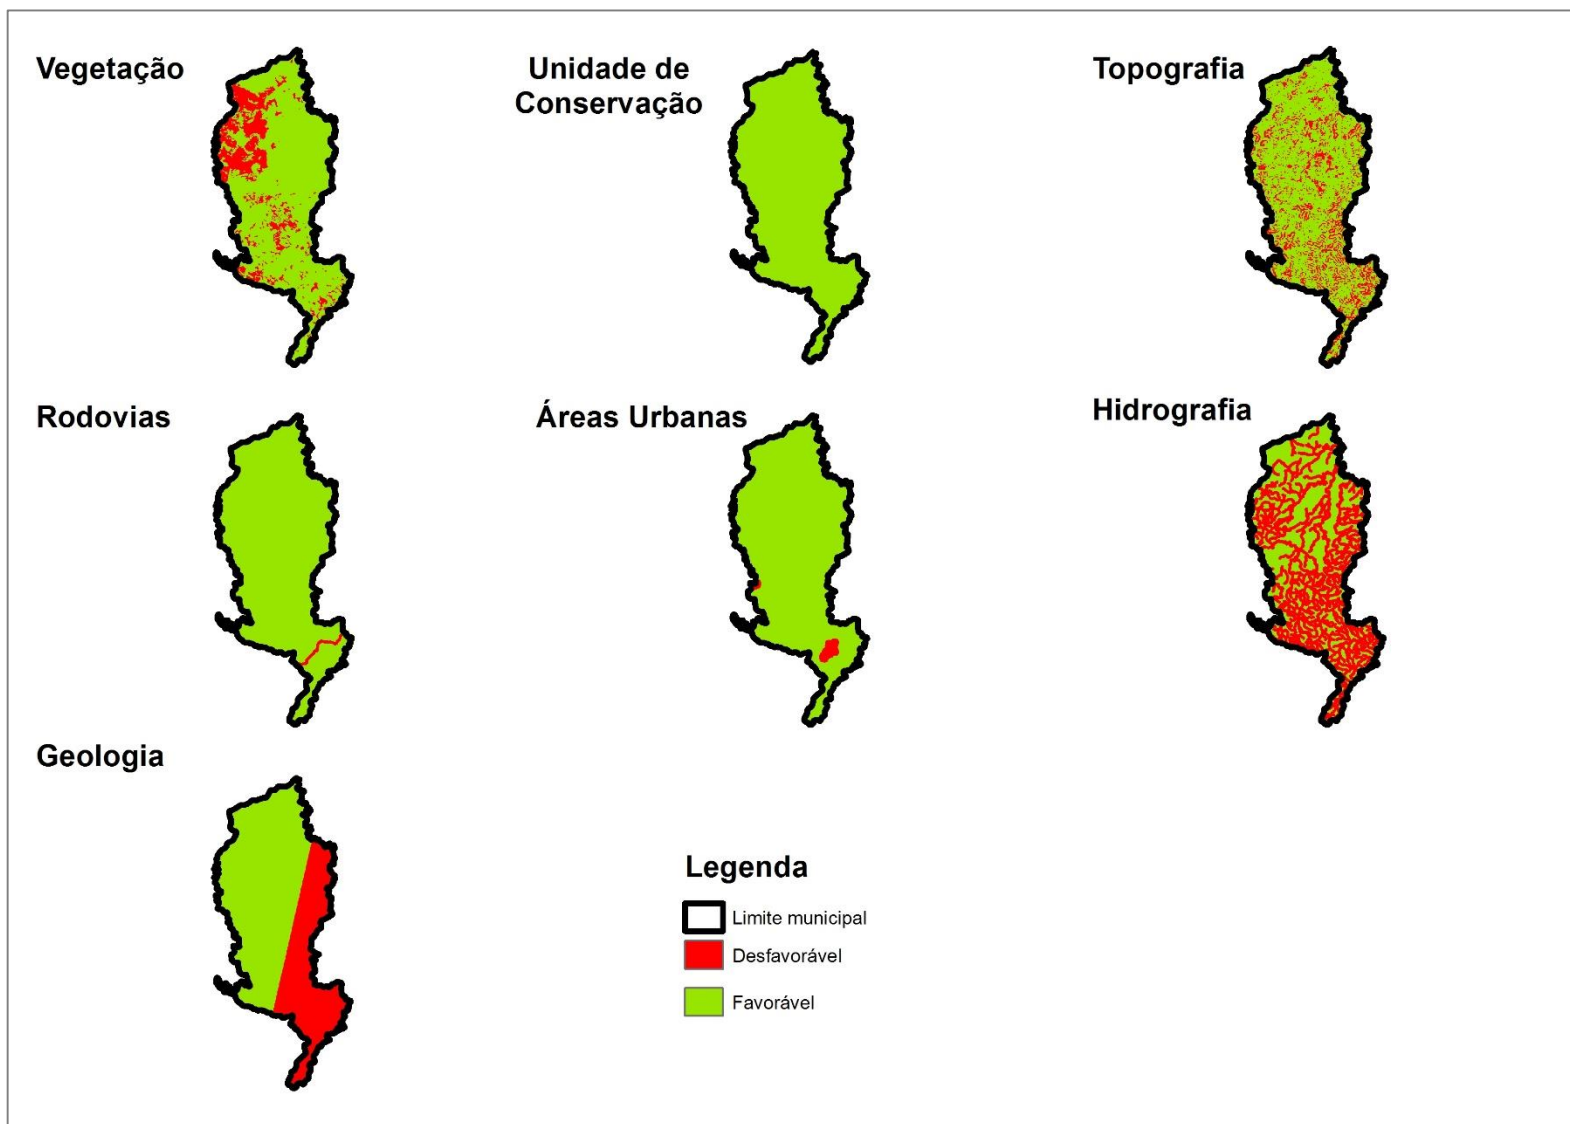 Vegetação
Unidade de
Conservação
Topografia
Rodovias
Áreas Urbanas
Hidrografia
Geologia
Legenda
Limite municipal
Desfavorável
Favorável